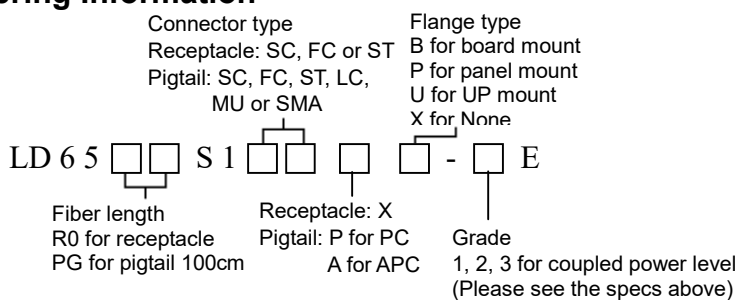 Connector type
Receptacle: SC, FC or ST
Pigtail: SC, FC, ST, LC,
MU or SMA
Flange type
B for board mount
P for panel mount
U for UP mount
X for None
LD 6 5 □□ S 1 □□ □ □ - □ E
Fiber length
R0 for receptacle
PG for pigtail 100cm
Receptacle: X
Pigtail: P for PC
A for APC
Grade
1, 2, 3 for coupled power level
(Please see the specs above)